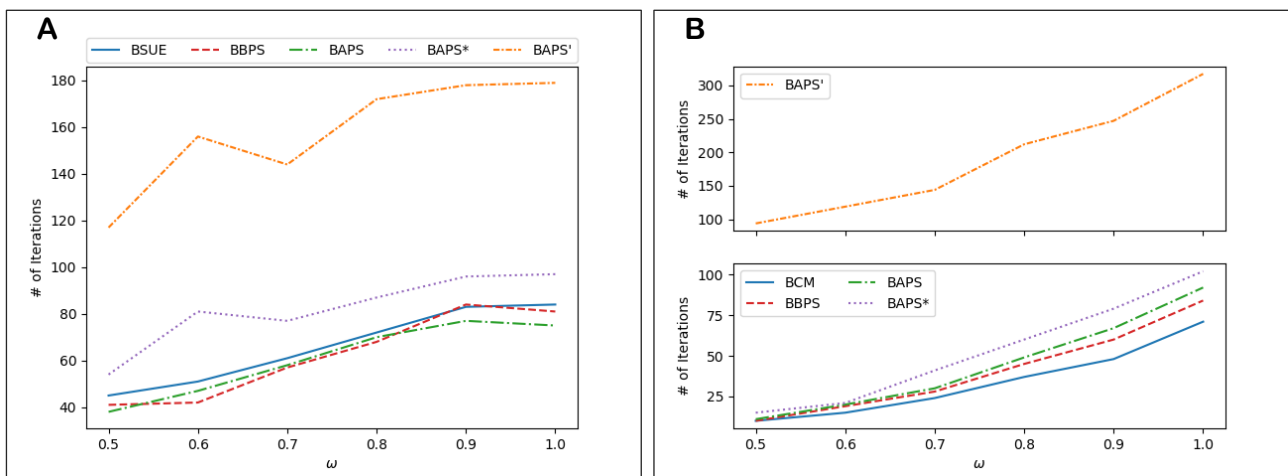 A
BSUE BBPS BAPS BAPS* BAPS'
180
160
140
120
100
80
60
40
# of Iterations
0.5 0.6 0.7 0.8 0.9 1.0
ω
B
BAPS'
300
250
200
150
100
# of Iterations
BCM BAPS
BBPS BAPS*
100
75
50
25
# of Iterations
0.5 0.6 0.7 0.8 0.9 1.0
ω